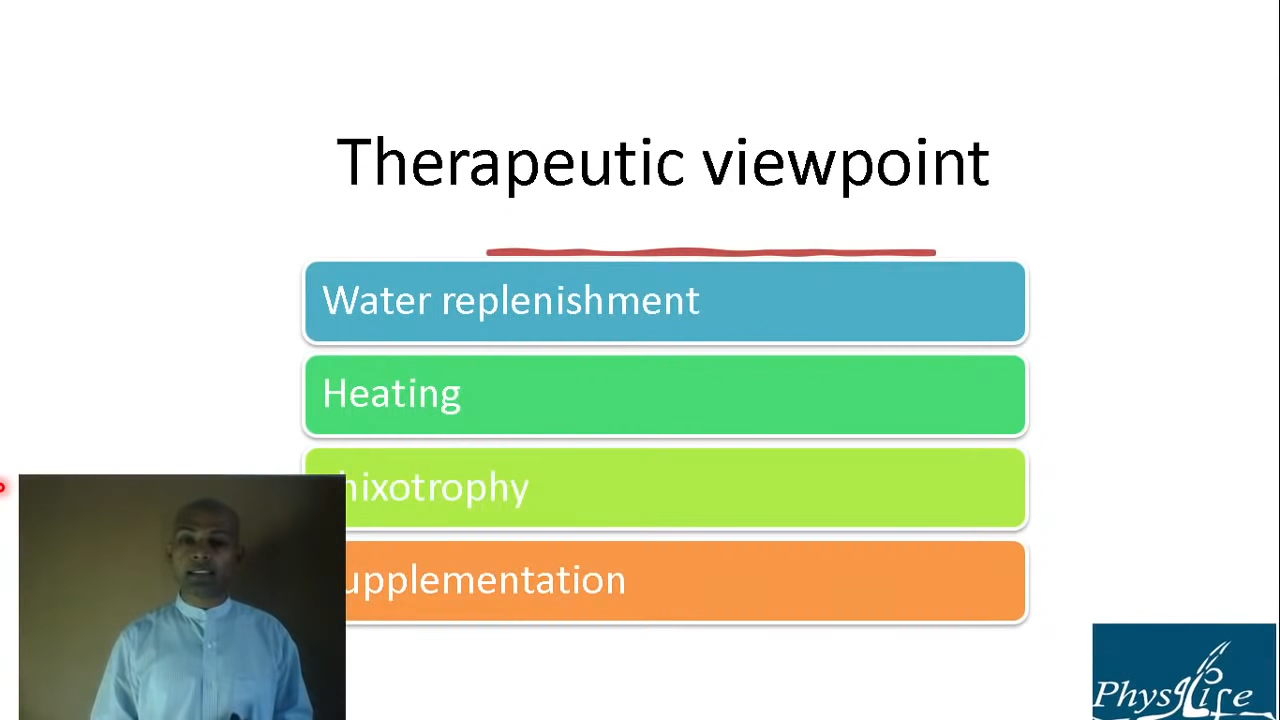 Therapeutic viewpoint
Water replenishment
Heating
hixotrophy
upplementation
PhysLife